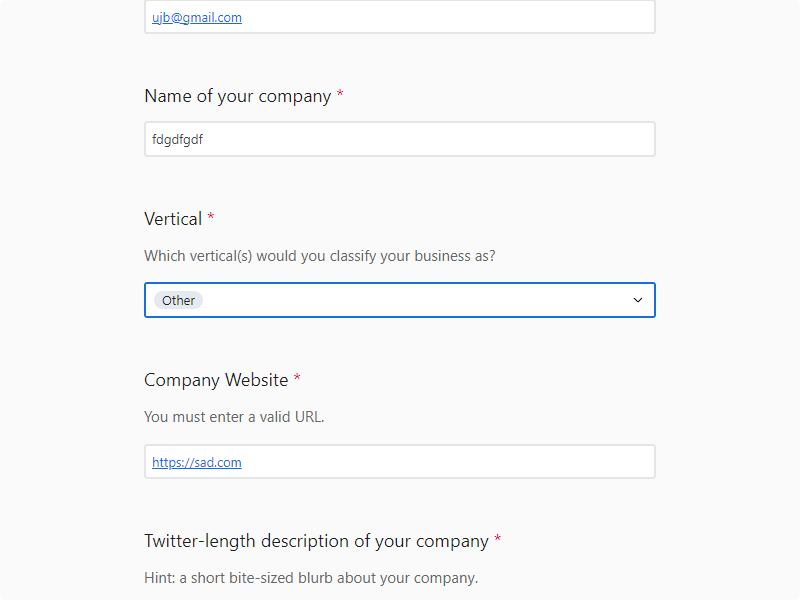 ujb@gmail.com
Name of your company *
fdgdfgdf
Vertical *
Which vertical(s) would you classify your business as?
Other
Company Website *
You must enter a valid URL.
https://sad.com
Twitter-length description of your company *
Hint: a short bite-sized blurb about your company.